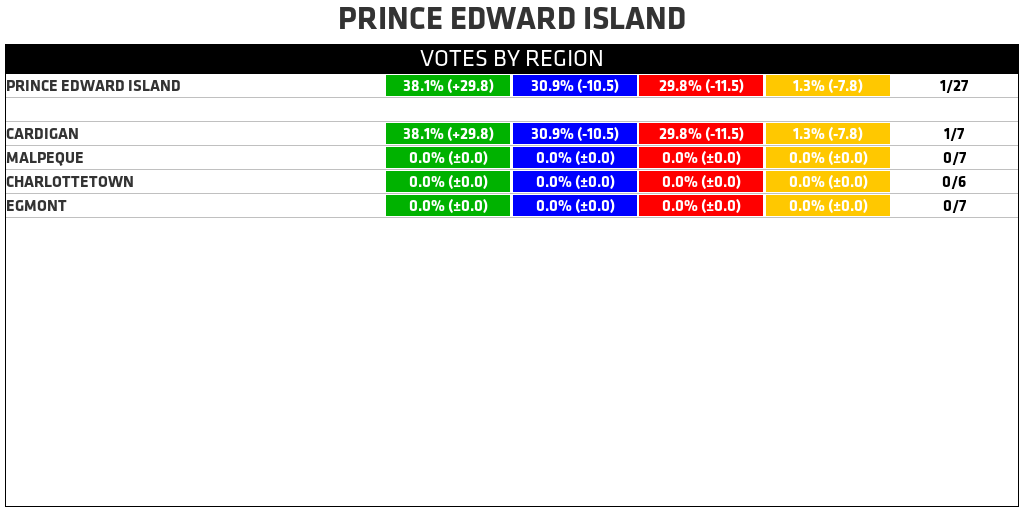 PRINCE EDWARD ISLAND
VOTES BY REGION
PRINCE EDWARD ISLAND 38.1% (+29.8) 30.9% (-10.5) 29.8% (-11.5) 1.3% (-7.8) 1/27
CARDIGAN 38.1% (+29.8) 30.9% (-10.5) 29.8% (-11.5) 1.3% (-7.8) 1/7
MALPEQUE 0.0% (±0.0) 0.0% (±0.0) 0.0% (±0.0) 0.0% (±0.0) 0/7
CHARLOTTETOWN 0.0% (±0.0) 0.0% (±0.0) 0.0% (±0.0) 0.0% (±0.0) 0/6
EGMONT 0.0% (±0.0) 0.0% (±0.0) 0.0% (±0.0) 0.0% (±0.0) 0/7